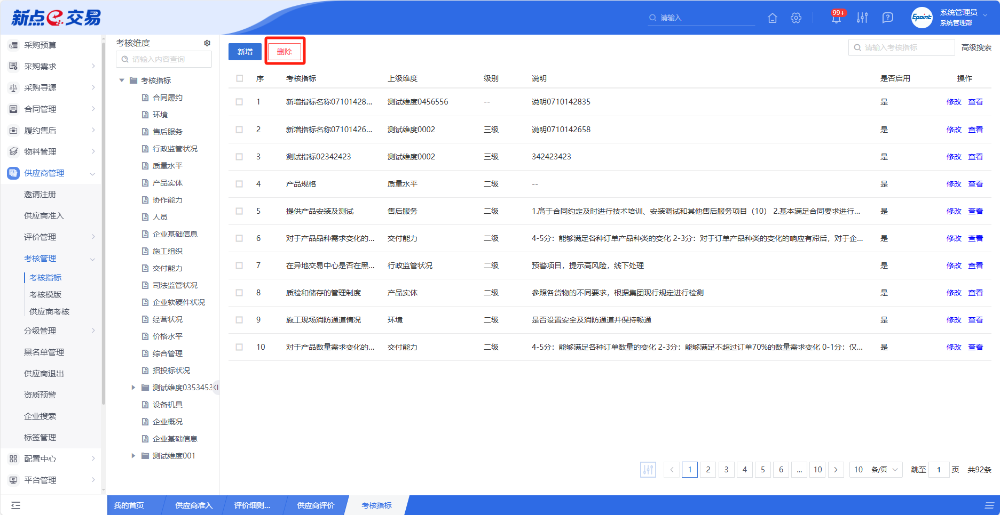 新点e交易
请输入
99+
Epoint
系统管理员
系统管理部
采购预算
采购需求
采购寻源
合同管理
履约售后
物料管理
供应商管理
邀请注册
供应商准入
评价管理
考核管理
考核指标
考核模版
供应商考核
分级管理
黑名单管理
供应商退出
资质预警
企业搜索
标签管理
配置中心
平台管理
考核维度
请输入内容查询
考核指标
合同履约
环境
售后服务
行政监管状况
质量水平
产品实体
协作能力
人员
企业基础信息
施工组织
交付能力
司法监管状况
企业软硬件状况
经营状况
价格水平
综合管理
招投标状况
测试维度0353453
设备机具
企业概况
企业基础信息
测试维度001
新增 删除 请输入考核指标 高级搜索
序 考核指标 上级维度 级别 说明 是否启用 操作
1 新增指标名称07101428... 测试维度0456556 -- 说明0710142835 是 修改 查看
2 新增指标名称07101426... 测试维度0002 三级 说明0710142658 是 修改 查看
3 测试指标02342423 测试维度0002 三级 342423423 是 修改 查看
4 产品规格 质量水平 二级 -- 是 修改 查看
5 提供产品安装及测试 售后服务 二级 1.高于合同约定及时进行技术培训、安装调试和其他售后服务项目（10） 2.基本满足合同要求进行... 是 修改 查看
6 对于产品品种需求变化的... 交付能力 二级 4-5分：能够满足各种订单产品种类的变化 2-3分：对于订单产品种类的变化的响应有滞后，对于企... 是 修改 查看
7 在异地交易中心是否在黑... 行政监管状况 二级 预警项目，提示高风险，线下处理 是 修改 查看
8 质检和储存的管理制度 产品实体 二级 参照各货物的不同要求，根据集团现行规定进行检测 是 修改 查看
9 施工现场消防通道情况 环境 二级 是否设置安全及消防通道并保持畅通 是 修改 查看
10 对于产品数量需求变化的... 交付能力 二级 4-5分：能够满足各种订单数量的变化 2-3分：能够满足不超过订单70%的数量需求变化 0-1分：仅... 是 修改 查看
1 2 3 4 5 6 ... 10 10 条/页 跳至 1 页 共92条
我的首页 供应商准入 评价细则... 供应商评价 考核指标